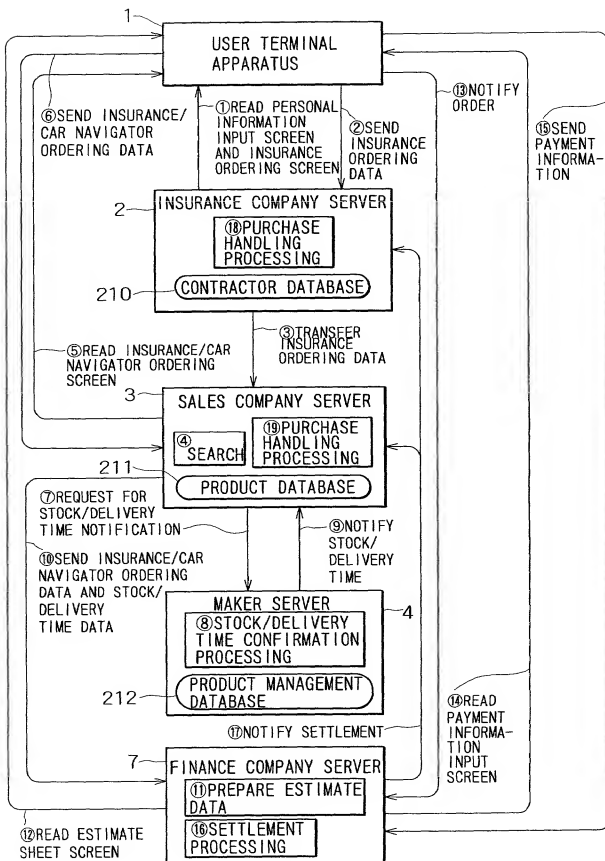 1
USER TERMINAL
APPARATUS
⑥SEND INSURANCE/
CAR NAVIGATOR
ORDERING DATA
①READ PERSONAL
INFORMATION
INPUT SCREEN
AND INSURANCE
ORDERING SCREEN
②SEND
INSURANCE
ORDERING
DATA
⑬NOTIFY
ORDER
⑮SEND
PAYMENT
INFORMA-
TION
2
INSURANCE COMPANY SERVER
⑱PURCHASE
HANDLING
PROCESSING
210
CONTRACTOR DATABASE
③TRANSFER
INSURANCE
ORDERING DATA
⑤READ INSURANCE/CAR
NAVIGATOR ORDERING
SCREEN
3
SALES COMPANY SERVER
④
SEARCH
⑲PURCHASE
HANDLING
PROCESSING
211
PRODUCT DATABASE
⑦REQUEST FOR
STOCK/DELIVERY
TIME NOTIFICATION
⑨NOTIFY
STOCK/
DELIVERY
TIME
⑩SEND INSURANCE/CAR
NAVIGATOR ORDERING
DATA AND STOCK/
DELIVERY
TIME DATA
MAKER SERVER
4
⑧STOCK/DELIVERY
TIME CONFIRMATION
PROCESSING
212
PRODUCT MANAGEMENT
DATABASE
⑰NOTIFY SETTLEMENT
⑭READ
PAYMENT
INFORMA-
TION
INPUT
SCREEN
7
FINANCE COMPANY SERVER
⑪PREPARE ESTIMATE
DATA
⑯SETTLEMENT
PROCESSING
⑫READ ESTIMATE
SHEET SCREEN